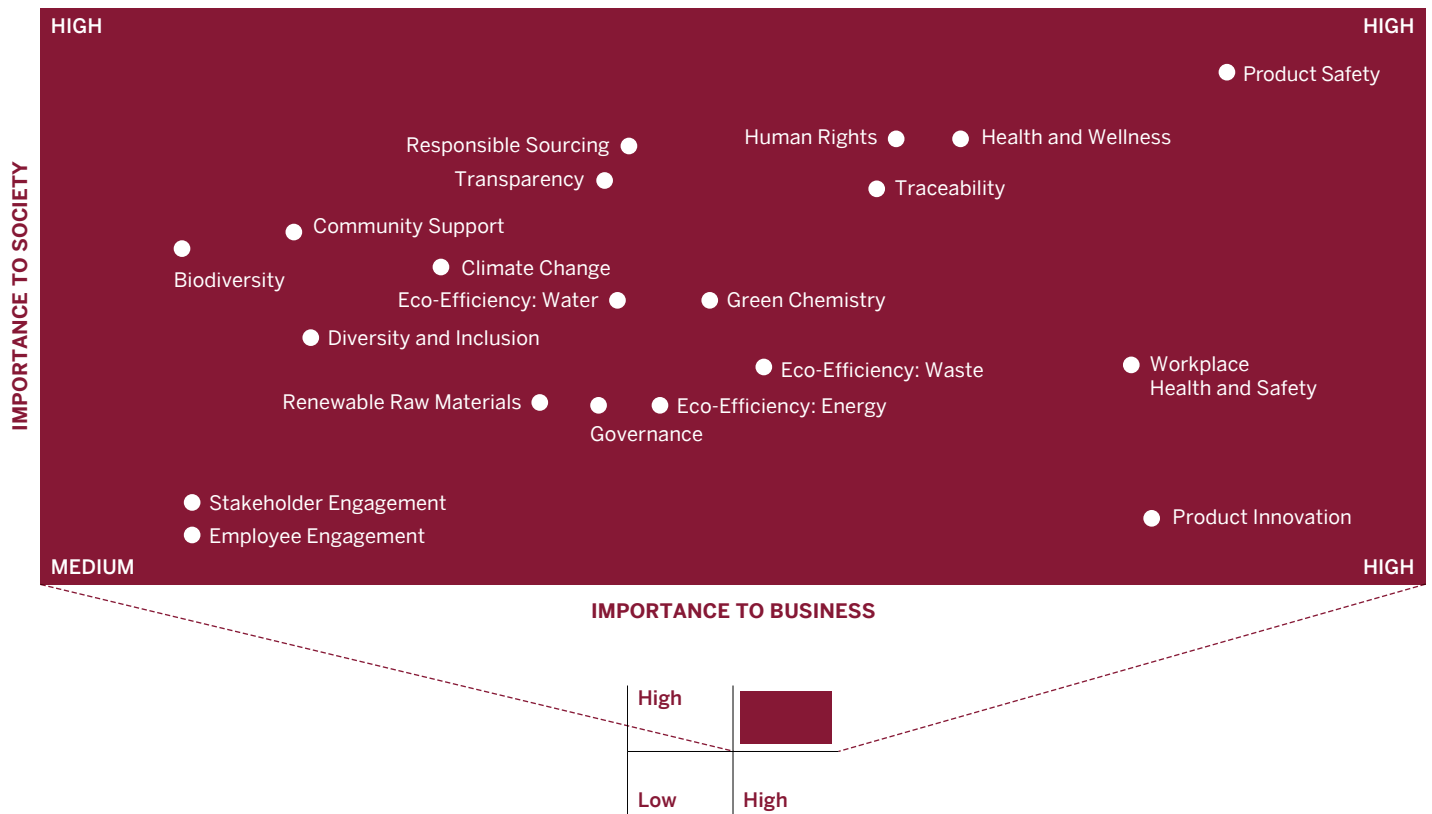 HIGH
HIGH
Product Safety
Human Rights
Health and Wellness
Responsible Sourcing
Transparency
Traceability
Community Support
Biodiversity
Climate Change
Eco-Efficiency: Water
Green Chemistry
Diversity and Inclusion
Eco-Efficiency: Waste
Workplace
Health and Safety
Renewable Raw Materials
Eco-Efficiency: Energy
Governance
Stakeholder Engagement
Employee Engagement
Product Innovation
MEDIUM
HIGH
IMPORTANCE TO SOCIETY
IMPORTANCE TO BUSINESS
High
Low
High